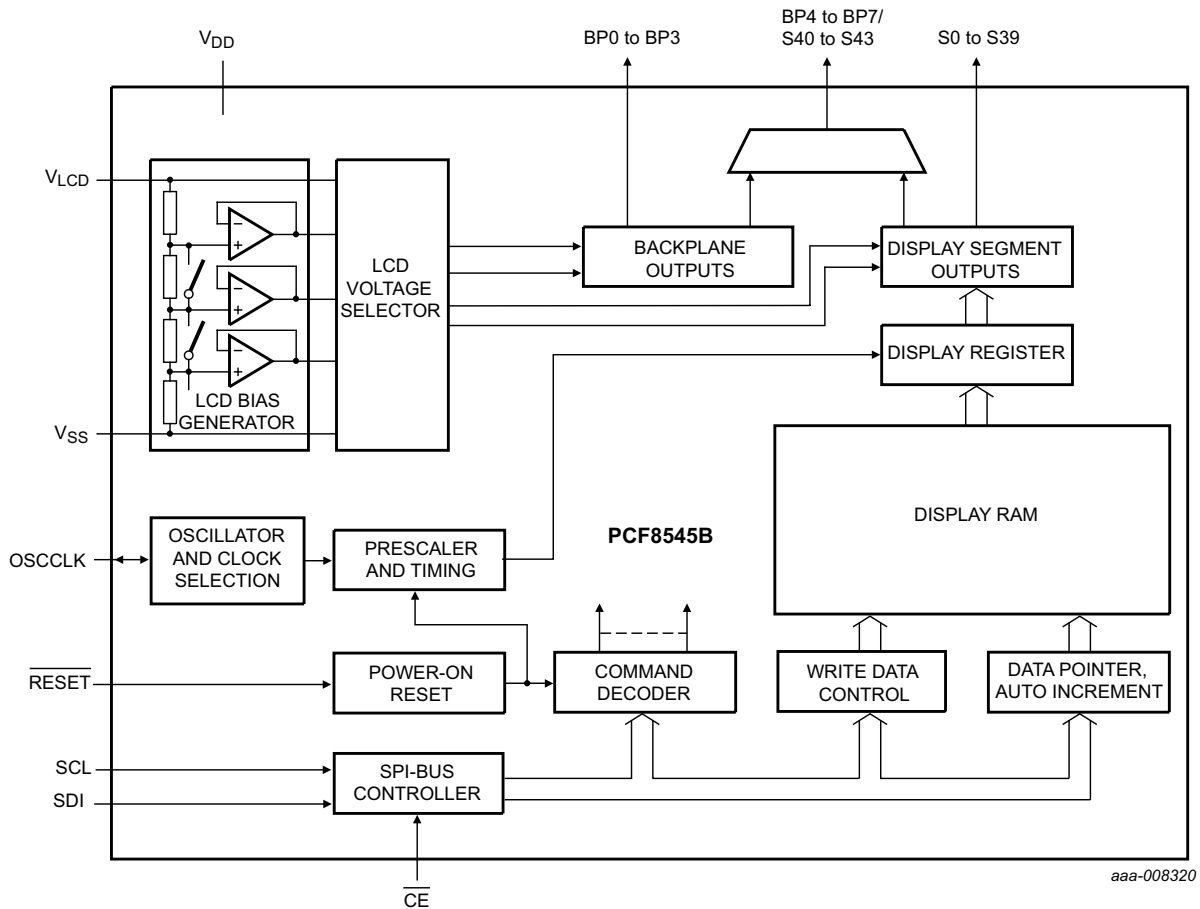 VDD
BP0 to BP3
BP4 to BP7/
S40 to S43
S0 to S39
VLCD
VSS
LCD BIAS
GENERATOR
LCD
VOLTAGE
SELECTOR
BACKPLANE
OUTPUTS
DISPLAY SEGMENT
OUTPUTS
DISPLAY REGISTER
DISPLAY RAM
OSCCLK
OSCILLATOR
AND CLOCK
SELECTION
PRESCALER
AND TIMING
PCF8545B
RESET
POWER-ON
RESET
COMMAND
DECODER
WRITE DATA
CONTROL
DATA POINTER,
AUTO INCREMENT
SCL
SDI
SPI-BUS
CONTROLLER
CE
aaa-008320